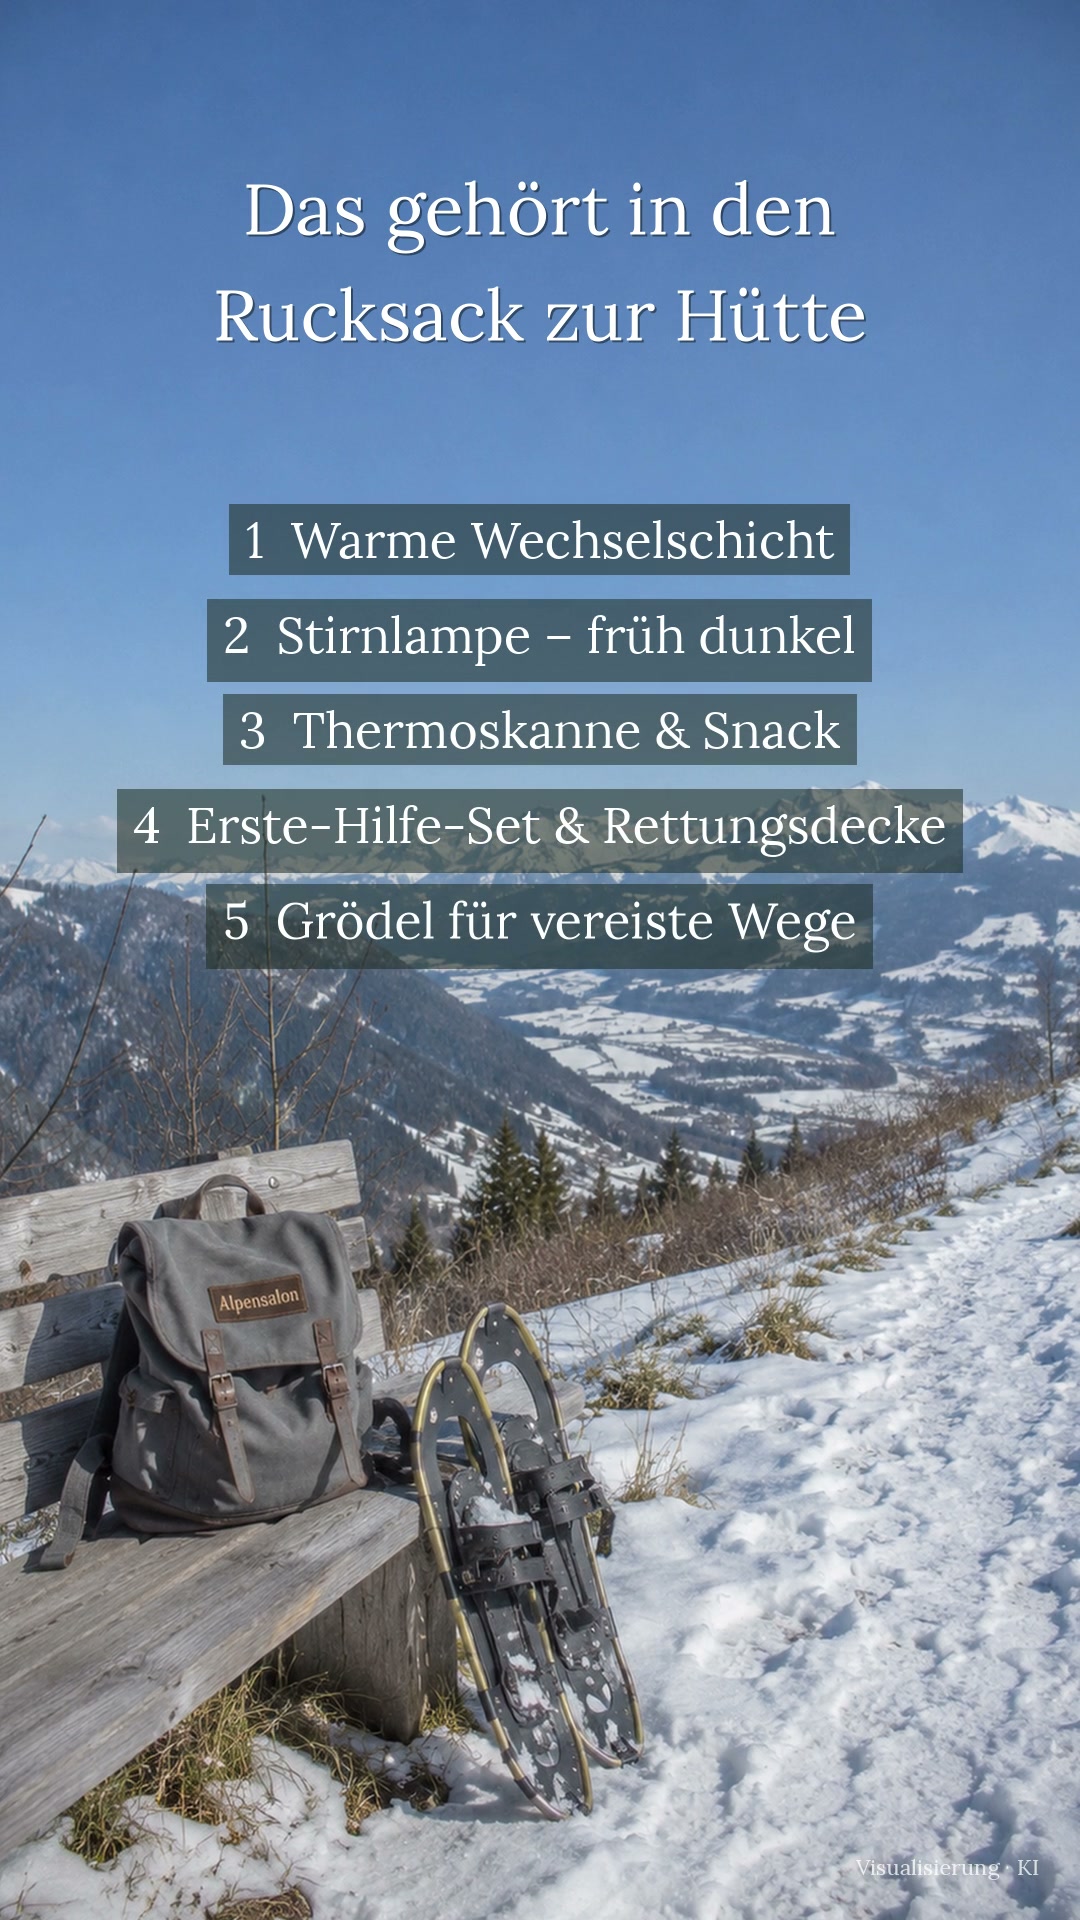 Das gehört in den
Rucksack zur Hütte
1 Warme Wechselschicht
2 Stirnlampe – früh dunkel
3 Thermoskanne & Snack
4 Erste-Hilfe-Set & Rettungsdecke
5 Grödel für vereiste Wege
Alpensalon
Visualisierung · KI